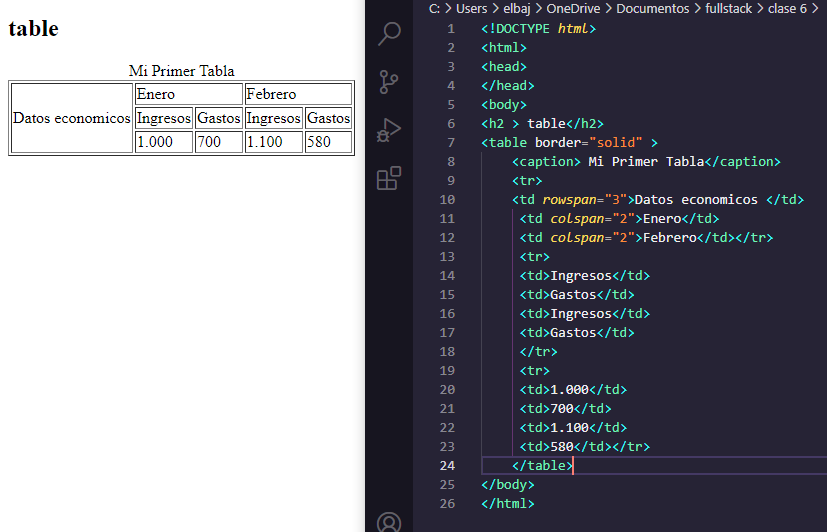 table
Mi Primer Tabla
Datos economicos Enero Febrero
Ingresos Gastos Ingresos Gastos
1.000 700 1.100 580
C: > Users > elbaj > OneDrive > Documentos > fullstack > clase 6 >
1 <!DOCTYPE html>
2 <html>
3 <head>
4 </head>
5 <body>
6 <h2 > table</h2>
7 <table border="solid" >
8 <caption> Mi Primer Tabla</caption>
9 <tr>
10 <td rowspan="3">Datos economicos </td>
11 <td colspan="2">Enero</td>
12 <td colspan="2">Febrero</td></tr>
13 <tr>
14 <td>Ingresos</td>
15 <td>Gastos</td>
16 <td>Ingresos</td>
17 <td>Gastos</td>
18 </tr>
19 <tr>
20 <td>1.000</td>
21 <td>700</td>
22 <td>1.100</td>
23 <td>580</td></tr>
24 </table>
25 </body>
26 </html>